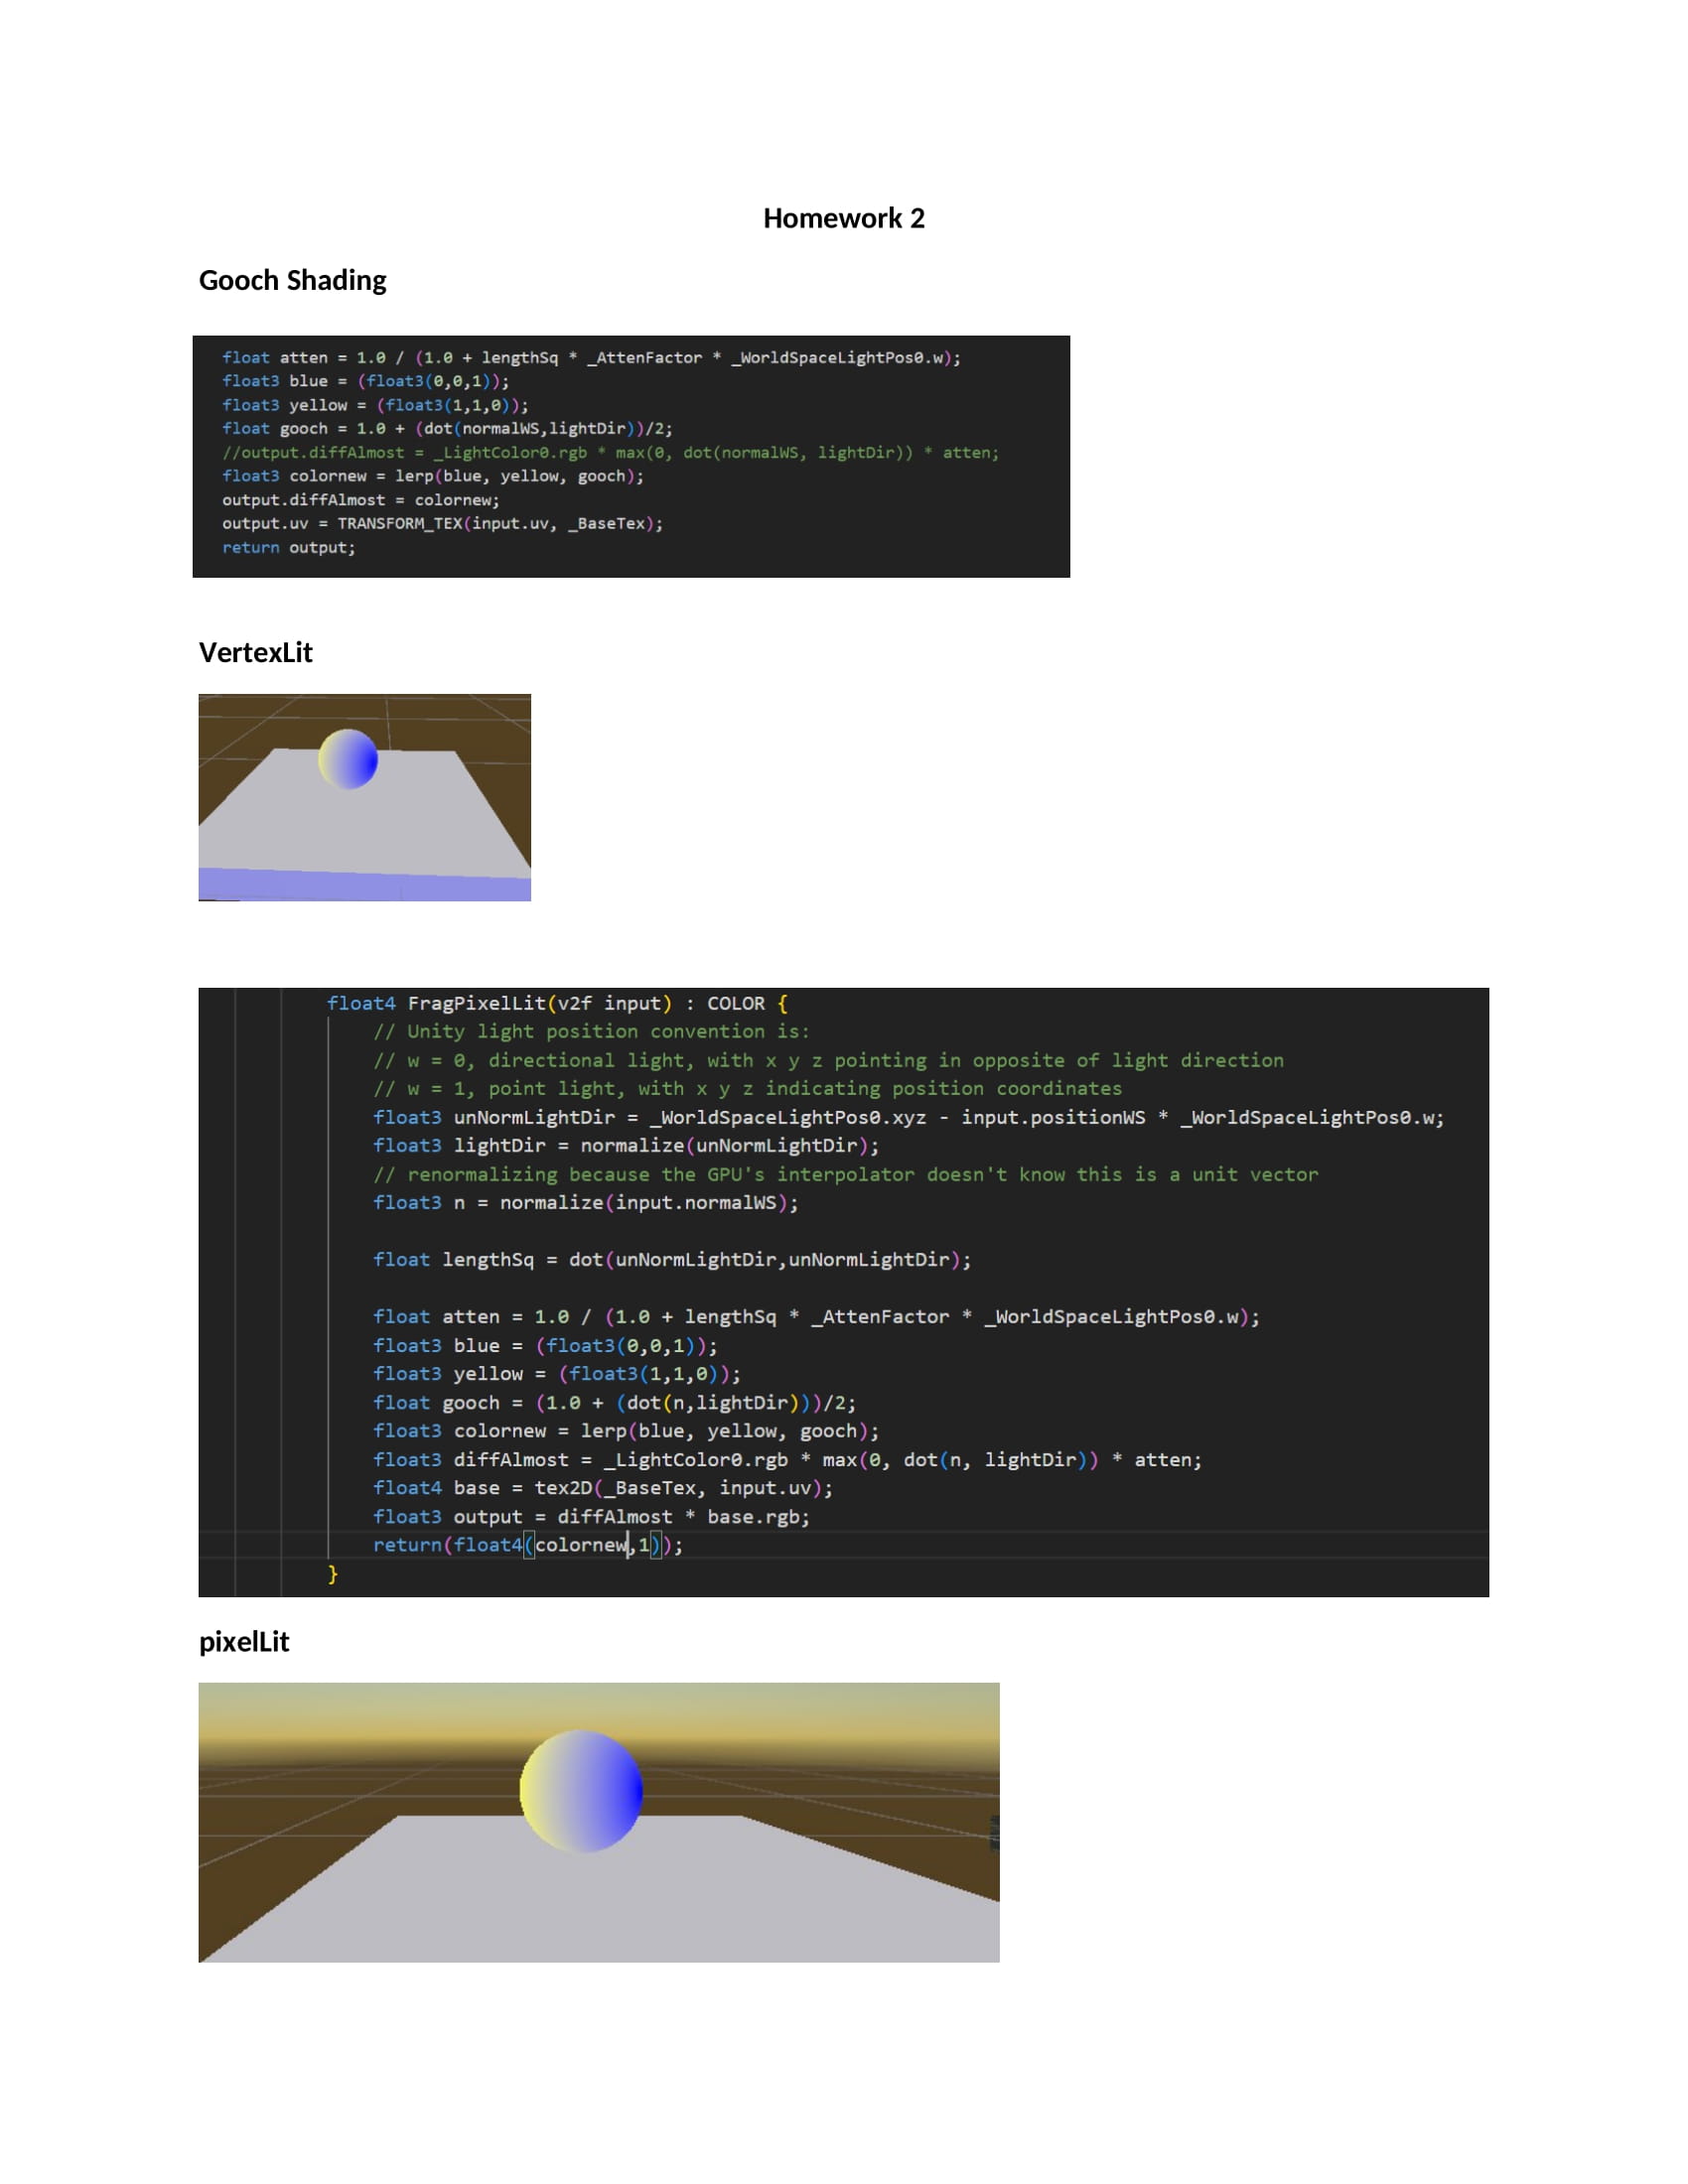 Homework 2
Gooch Shading
float atten = 1.0 / (1.0 + lengthSq * _AttenFactor * _WorldSpaceLightPos0.w);
float3 blue = (float3(0,0,1));
float3 yellow = (float3(1,1,0));
float gooch = 1.0 + (dot(normalWS,lightDir))/2;
//output.diffAlmost = _LightColor0.rgb * max(0, dot(normalWS, lightDir)) * atten;
float3 colornew = lerp(blue, yellow, gooch);
output.diffAlmost = colornew;
output.uv = TRANSFORM_TEX(input.uv, _BaseTex);
return output;
VertexLit
float4 FragPixelLit(v2f input) : COLOR {
// Unity light position convention is:
// w = 0, directional light, with x y z pointing in opposite of light direction
// w = 1, point light, with x y z indicating position coordinates
float3 unNormLightDir = _WorldSpaceLightPos0.xyz - input.positionWS * _WorldSpaceLightPos0.w;
float3 lightDir = normalize(unNormLightDir);
// renormalizing because the GPU's interpolator doesn't know this is a unit vector
float3 n = normalize(input.normalWS);
float lengthSq = dot(unNormLightDir,unNormLightDir);
float atten = 1.0 / (1.0 + lengthSq * _AttenFactor * _WorldSpaceLightPos0.w);
float3 blue = (float3(0,0,1));
float3 yellow = (float3(1,1,0));
float gooch = (1.0 + (dot(n,lightDir)))/2;
float3 colornew = lerp(blue, yellow, gooch);
float3 diffAlmost = _LightColor0.rgb * max(0, dot(n, lightDir)) * atten;
float4 base = tex2D(_BaseTex, input.uv);
float3 output = diffAlmost * base.rgb;
return(float4(colornew,1));
}
pixelLit